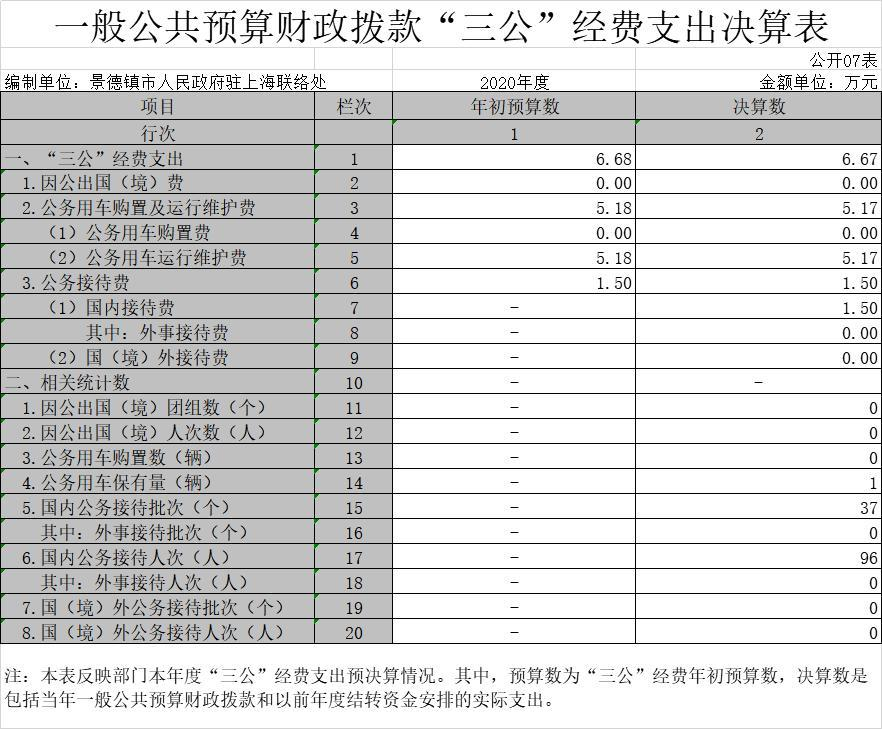 一般公共预算财政拨款“三公”经费支出决算表
公开07表
编制单位：景德镇市人民政府驻上海联络处 2020年度 金额单位：万元
项目 栏次 年初预算数 决算数
行次 1 2
一、“三公”经费支出 1 6.68 6.67
1.因公出国（境）费 2 0.00 0.00
2.公务用车购置及运行维护费 3 5.18 5.17
（1）公务用车购置费 4 0.00 0.00
（2）公务用车运行维护费 5 5.18 5.17
3.公务接待费 6 1.50 1.50
（1）国内接待费 7 － 1.50
其中：外事接待费 8 － 0.00
（2）国（境）外接待费 9 － 0.00
二、相关统计数 10 － －
1.因公出国（境）团组数（个） 11 － 0
2.因公出国（境）人次数（人） 12 － 0
3.公务用车购置数（辆） 13 － 0
4.公务用车保有量（辆） 14 － 1
5.国内公务接待批次（个） 15 － 37
其中：外事接待批次（个） 16 － 0
6.国内公务接待人次（人） 17 － 96
其中：外事接待人次（人） 18 － 0
7.国（境）外公务接待批次（个） 19 － 0
8.国（境）外公务接待人次（人） 20 － 0
注：本表反映部门本年度“三公”经费支出预决算情况。其中，预算数为“三公”经费年初预算数，决算数是
包括当年一般公共预算财政拨款和以前年度结转资金安排的实际支出。